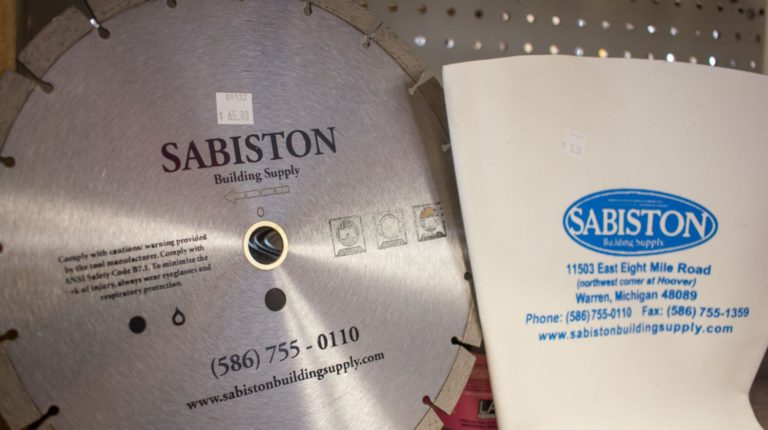 00137
$ 65.00
SABISTON
Building Supply
Comply with cautions/ warning provided
by the tool manufacturer. Comply with
ANSI Safety Code B7.1. To minimize the
of injury, always wear eyeglasses and
respiratory protection.
(586) 755 - 0110
www.sabistonbuildingsupply.com
SABISTON
Building Supply
11503 East Eight Mile Road
(northwest corner at Hoover)
Warren, Michigan 48089
Phone: (586) 755-0110 Fax: (586) 755-1359
www.sabistonbuildingsupply.com